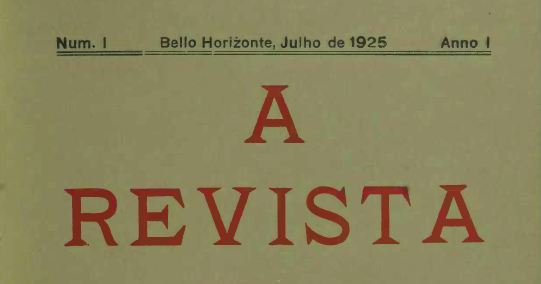 Num. I Bello Horizonte, Julho de 1925 Anno I
A
REVISTA